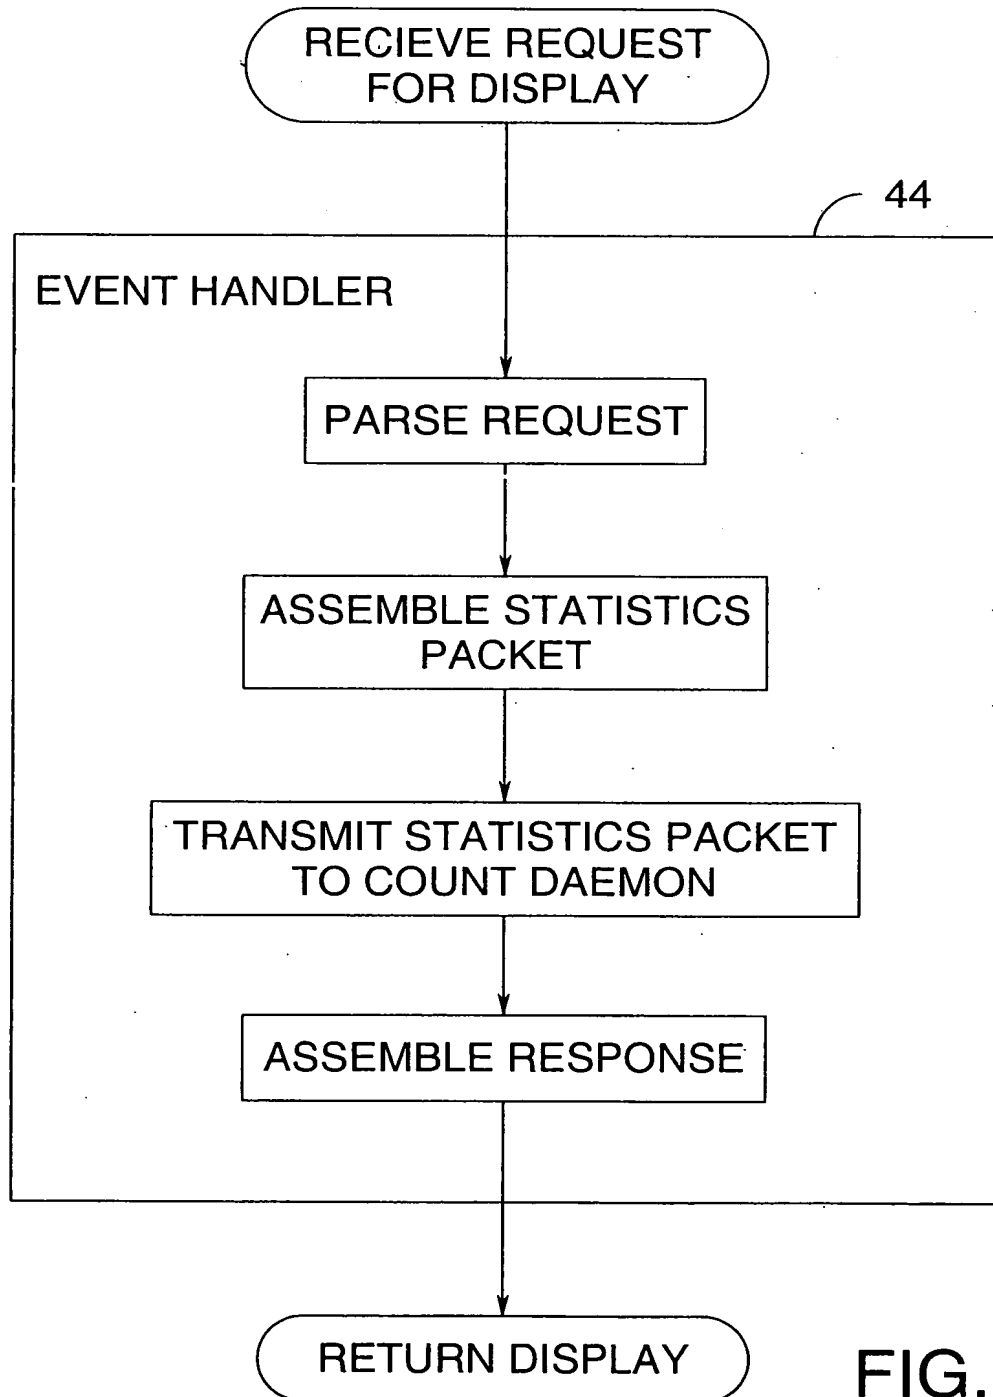 RECIEVE REQUEST
FOR DISPLAY
44
EVENT HANDLER
PARSE REQUEST
ASSEMBLE STATISTICS
PACKET
TRANSMIT STATISTICS PACKET
TO COUNT DAEMON
ASSEMBLE RESPONSE
RETURN DISPLAY
FIG.